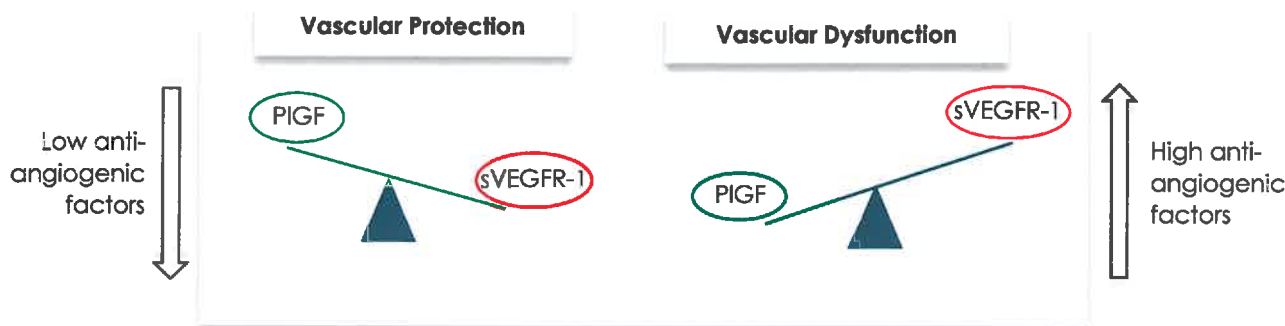 Vascular Protection
Vascular Dysfunction
PlGF
sVEGFR-1
sVEGFR-1
PlGF
Low anti-
angiogenic
factors
High anti-
angiogenic
factors